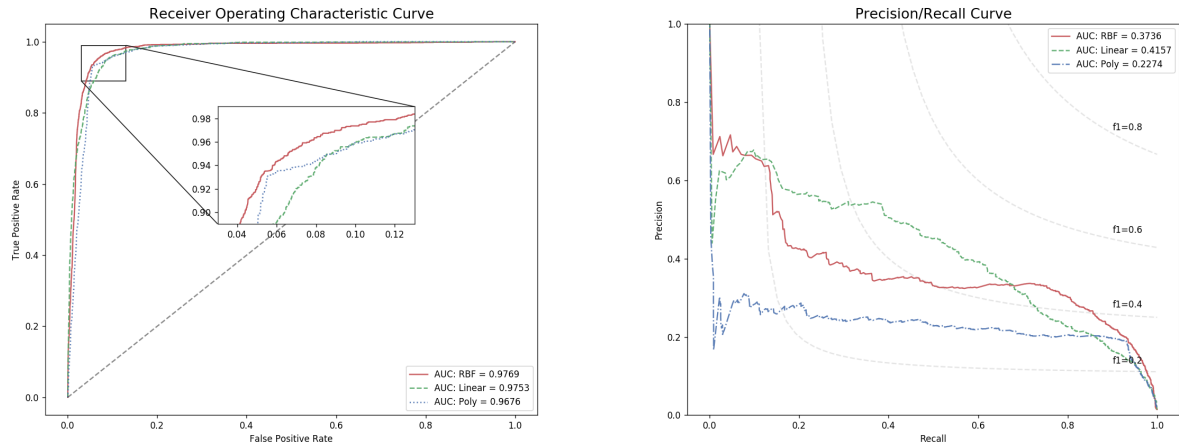 Receiver Operating Characteristic Curve
1.0
0.8
0.6
0.4
0.2
0.0
True Positive Rate
0.98
0.96
0.94
0.92
0.90
0.04 0.06 0.08 0.10 0.12
AUC: RBF = 0.9769
AUC: Linear = 0.9753
AUC: Poly = 0.9676
0.0 0.2 0.4 0.6 0.8 1.0
False Positive Rate
Precision/Recall Curve
1.0
0.8
0.6
0.4
0.2
0.0
Precision
AUC: RBF = 0.3736
AUC: Linear = 0.4157
AUC: Poly = 0.2274
f1=0.8
f1=0.6
f1=0.4
f1=0.2
0.0 0.2 0.4 0.6 0.8 1.0
Recall